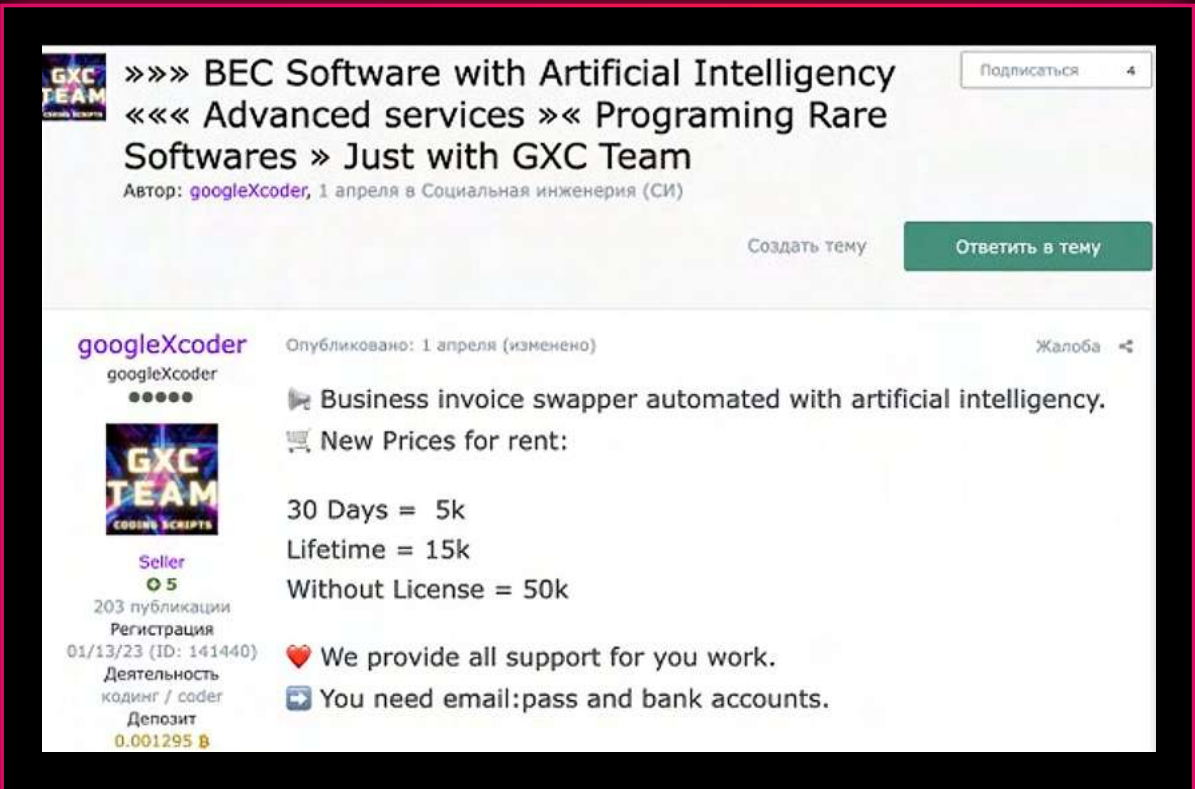 GXC
TEAM
CODING SCRIPTS
»»» BEC Software with Artificial Intelligency
««« Advanced services »« Programing Rare
Softwares » Just with GXC Team
Подписаться 4
Автор: googleXcoder, 1 апреля в Социальная инженерия (СИ)
Создать тему
Ответить в тему
googleXcoder
googleXcoder
GXC
TEAM
CODING SCRIPTS
Seller
5
203 публикации
Регистрация
01/13/23 (ID: 141440)
Деятельность
кодинг / coder
Депозит
0.001295 ₿
Опубликовано: 1 апреля (изменено)
Жалоба
Business invoice swapper automated with artificial intelligency.
New Prices for rent:
30 Days = 5k
Lifetime = 15k
Without License = 50k
We provide all support for you work.
You need email:pass and bank accounts.